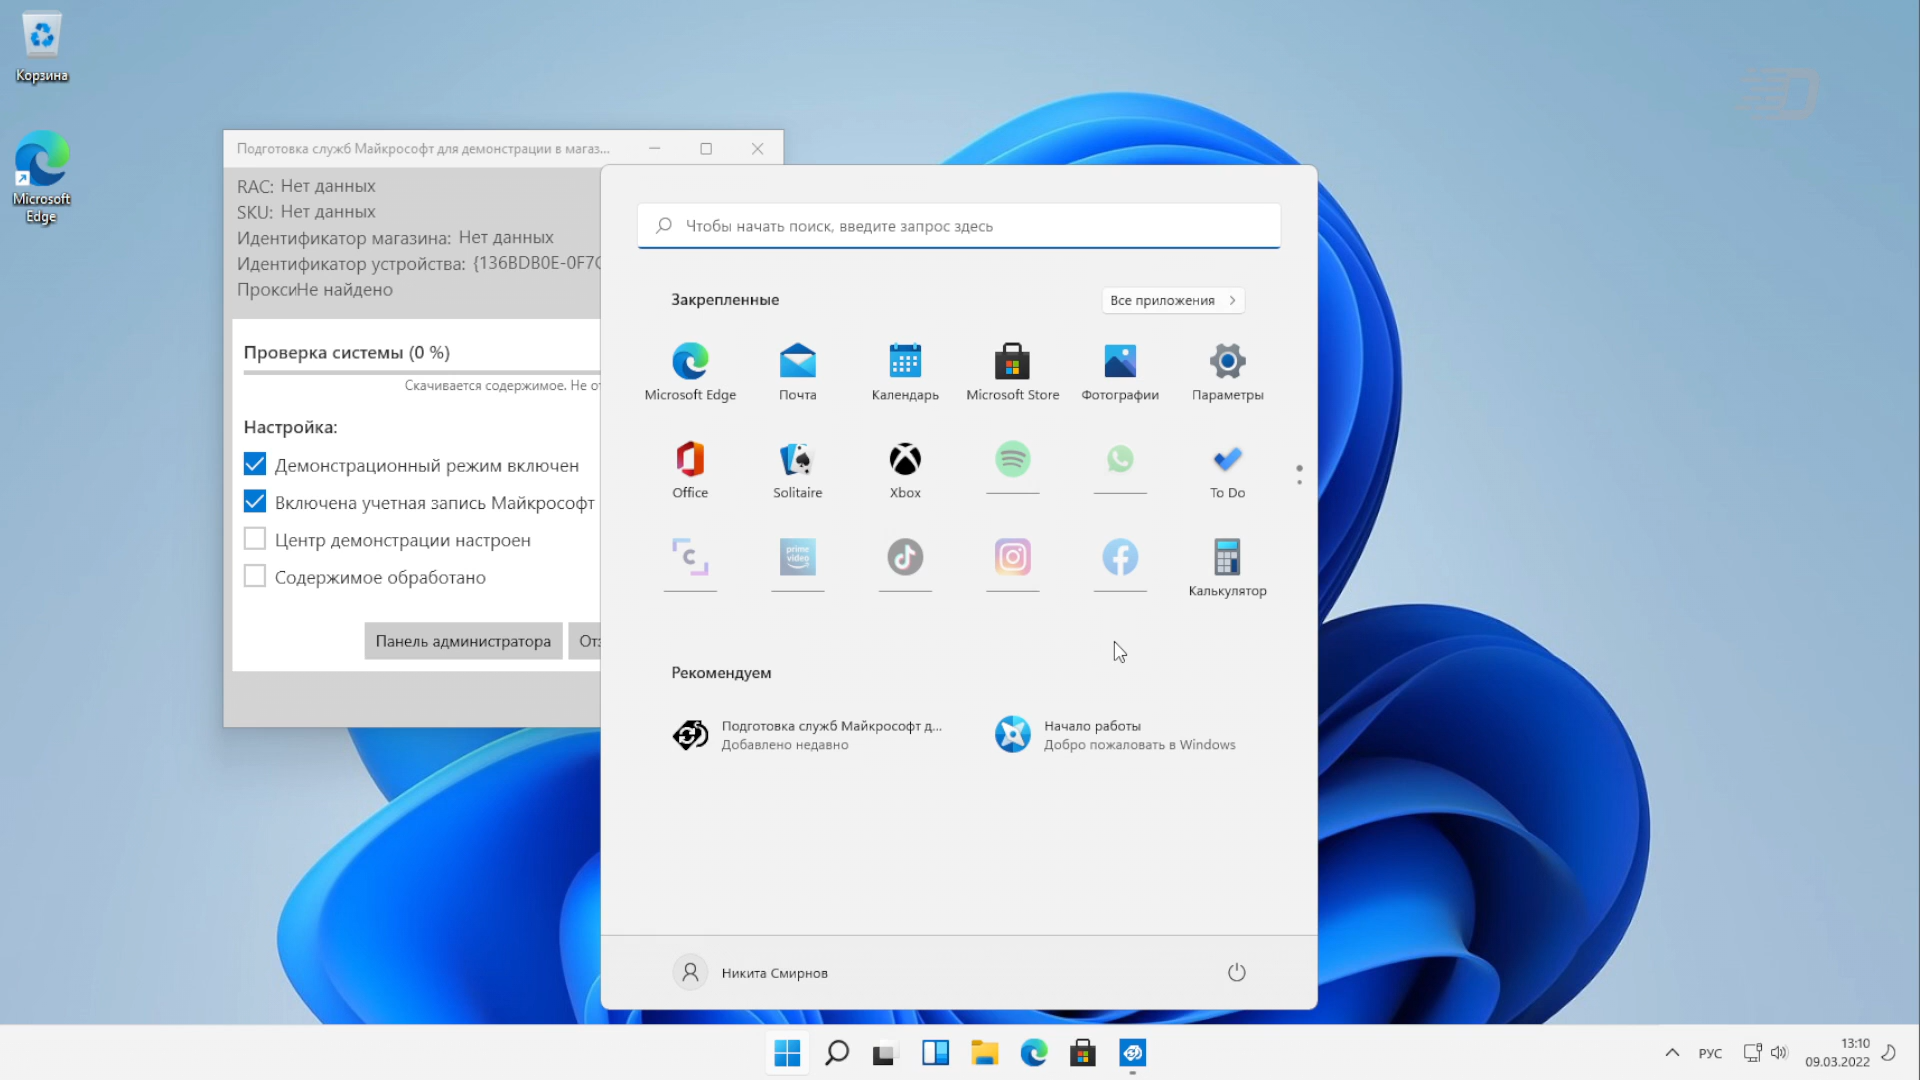 Корзина
Microsoft
Edge
Подготовка служб Майкрософт для демонстрации в магаз...
RAC: Нет данных
SKU: Нет данных
Идентификатор магазина: Нет данных
Идентификатор устройства: {136BDB0E-0F7C
ПроксиНе найдено
Проверка системы (0 %)
Скачивается содержимое. Не от
Настройка:
Демонстрационный режим включен
Включена учетная запись Майкрософт
Центр демонстрации настроен
Содержимое обработано
Панель администратора
Отз
Чтобы начать поиск, введите запрос здесь
Закрепленные
Все приложения
Microsoft Edge
Почта
Календарь
Microsoft Store
Фотографии
Параметры
Office
Solitaire
Xbox
To Do
C
prime
video
Калькулятор
Рекомендуем
Подготовка служб Майкрософт д...
Добавлено недавно
Начало работы
Добро пожаловать в Windows
Никита Смирнов
РУС
13:10
09.03.2022